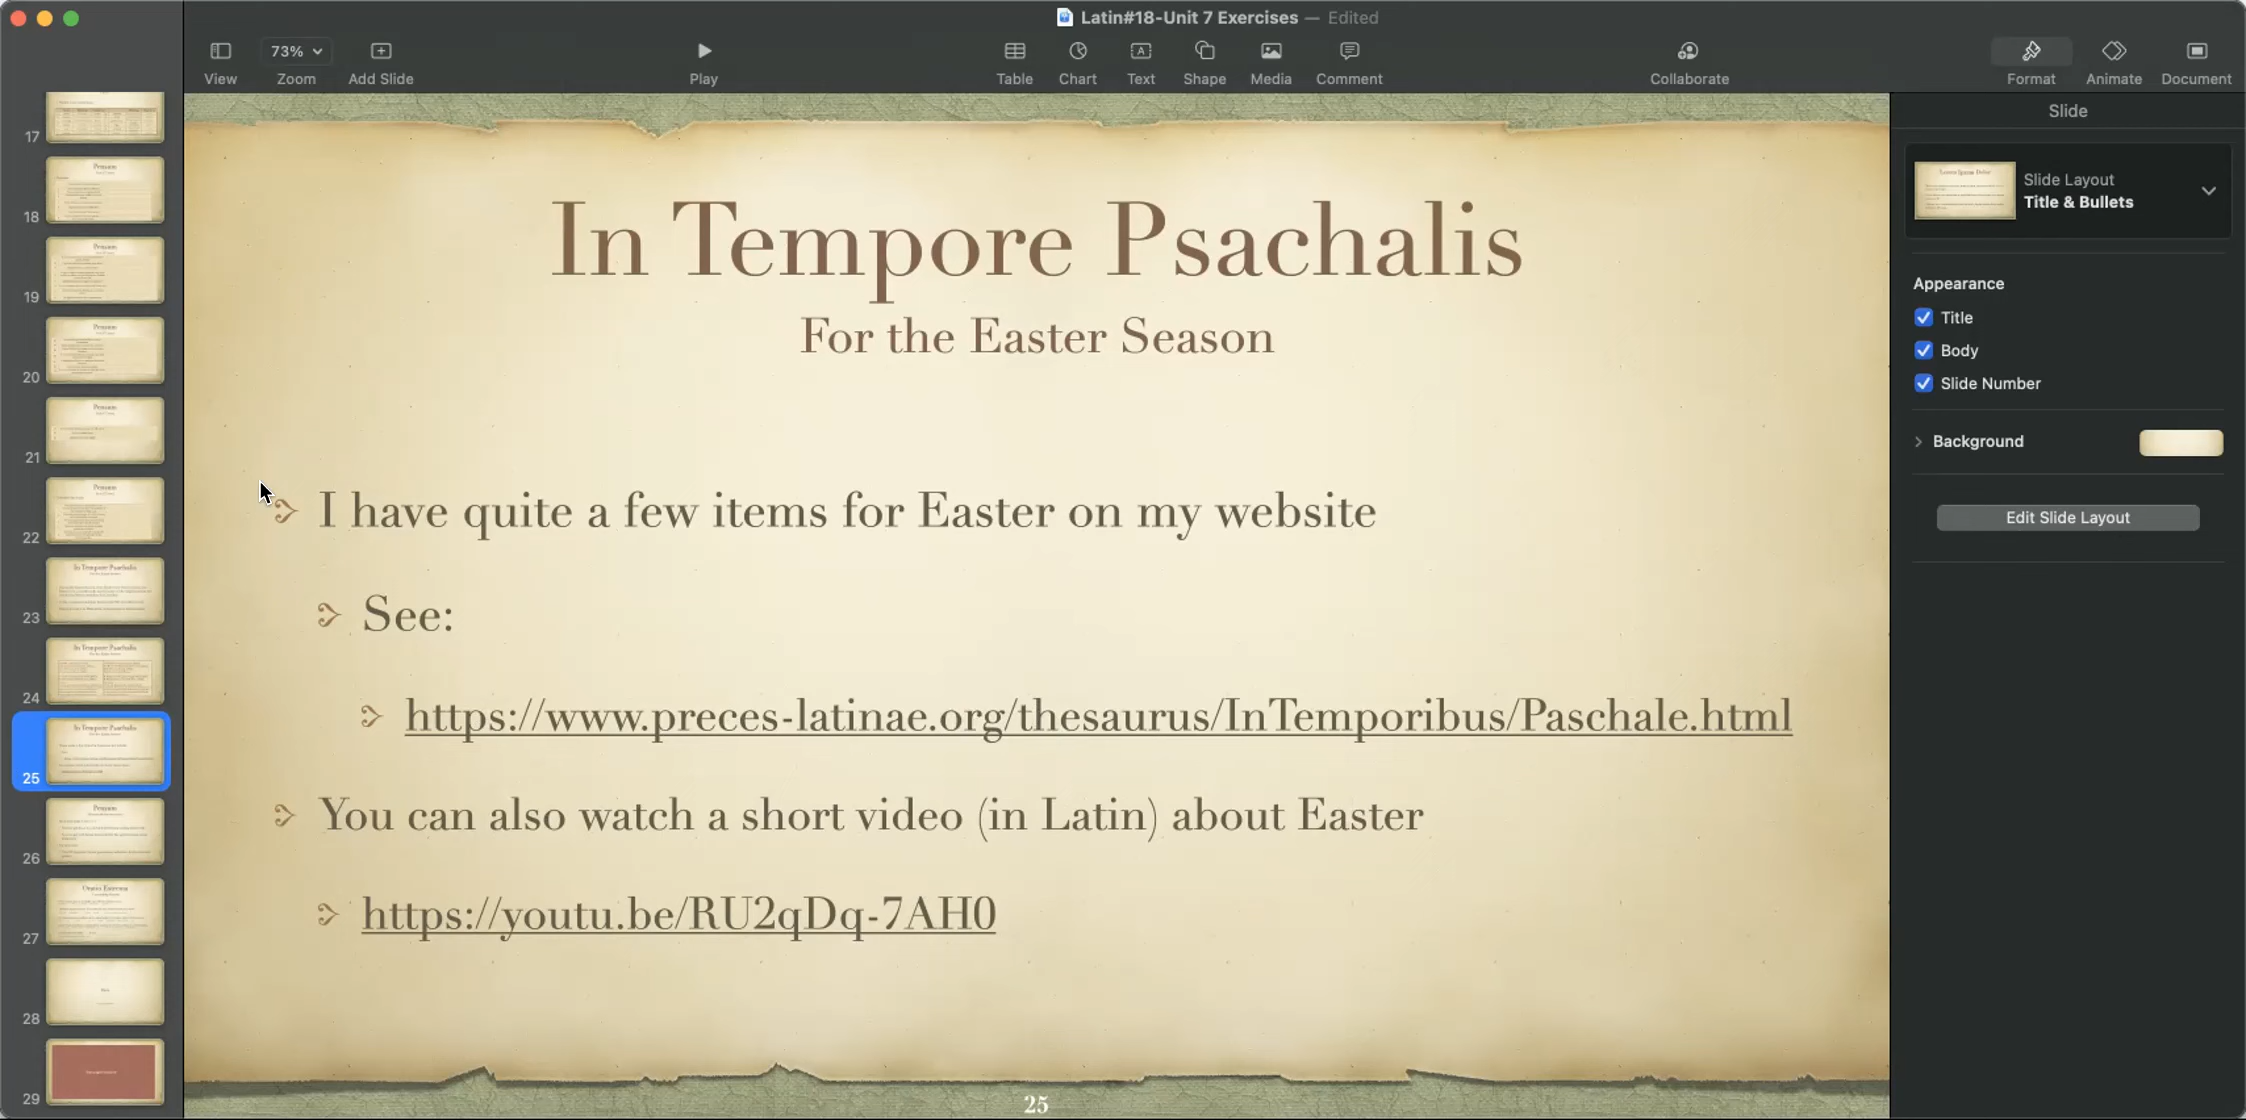 Latin#18-Unit 7 Exercises — Edited
73%
View
Zoom
Add Slide
Play
Table
Chart
Text
Shape
Media
Comment
Collaborate
Format
Animate
Document
17
18
19
20
21
22
23
24
25
26
27
28
29
In Tempore Psachalis
For the Easter Season
I have quite a few items for Easter on my website
See:
https://www.preces-latinae.org/thesaurus/InTemporibus/Paschale.html
You can also watch a short video (in Latin) about Easter
https://youtu.be/RU2qDq-7AH0
25
Slide
Slide Layout
Title & Bullets
Appearance
Title
Body
Slide Number
Background
Edit Slide Layout